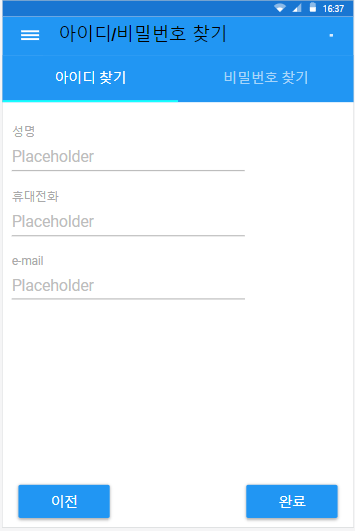 16:37
아이디/비밀번호 찾기
아이디 찾기 비밀번호 찾기
성명
Placeholder
휴대전화
Placeholder
e-mail
Placeholder
이전 완료